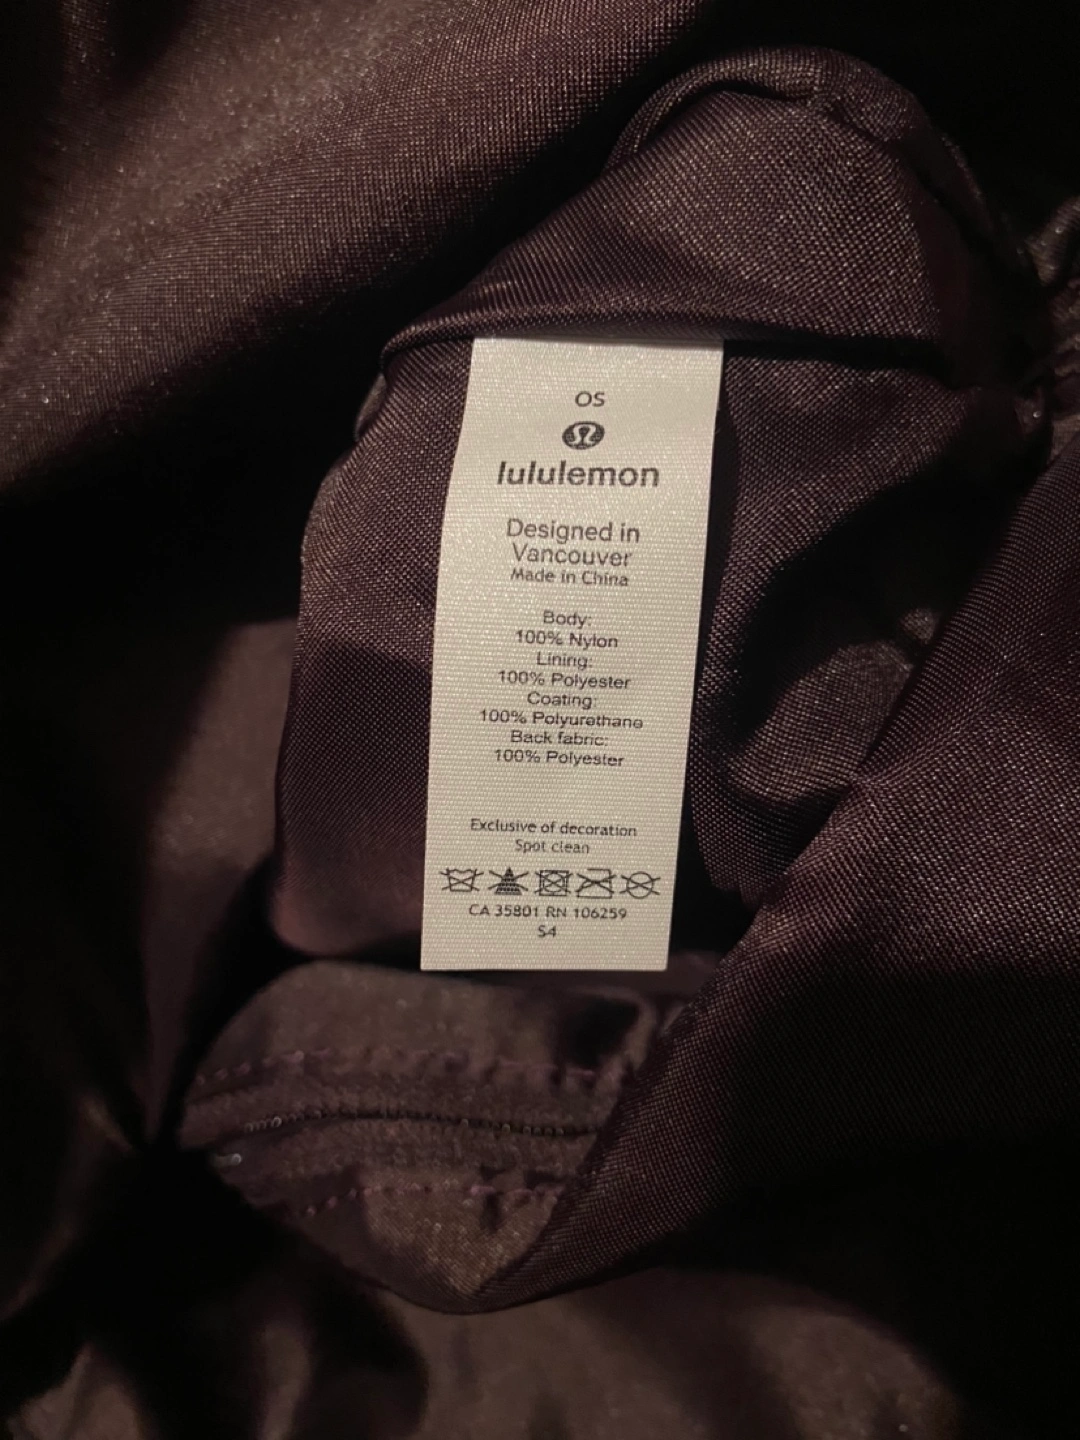 OS
lululemon
Designed in
Vancouver
Made in China
Body:
100% Nylon
Lining:
100% Polyester
Coating:
100% Polyurethane
Back fabric:
100% Polyester
Exclusive of decoration
Spot clean
CA 35801 RN 106259
S4